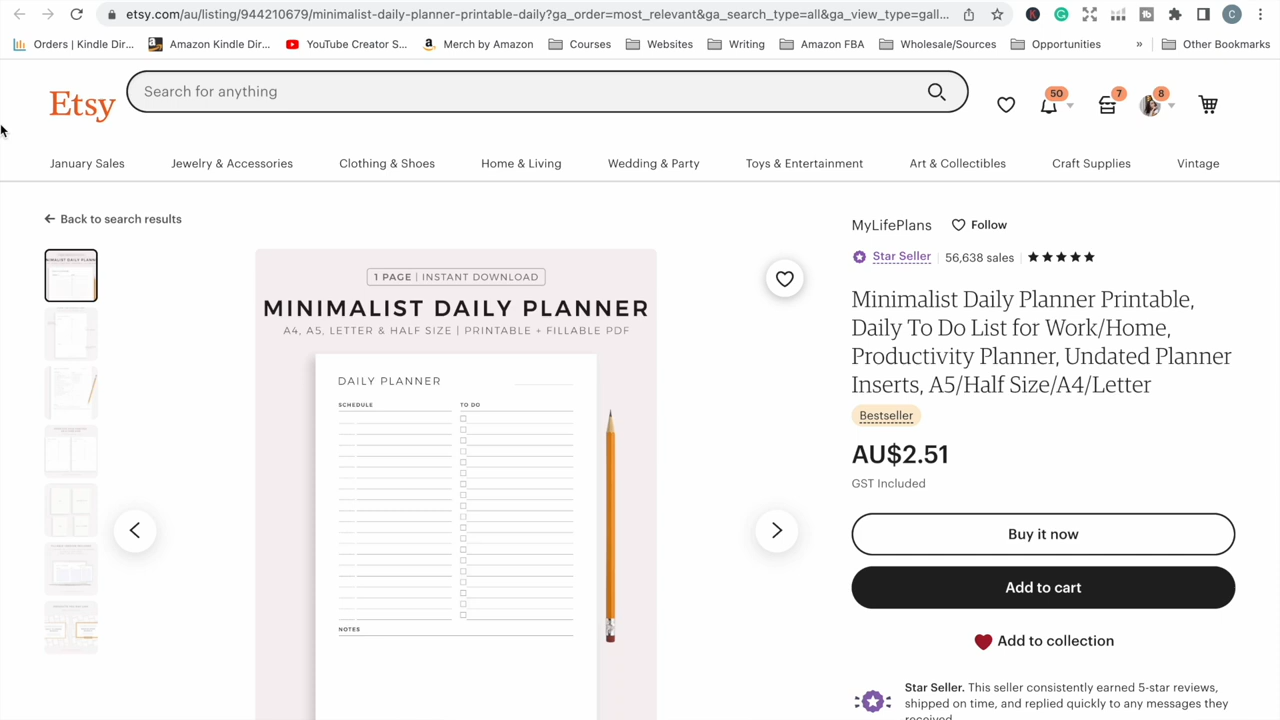 etsy.com/au/listing/944210679/minimalist-daily-planner-printable-daily?ga_order=most_relevant&ga_search_type=all&ga_view_type=gall...
C
Orders | Kindle Dir...
Amazon Kindle Dir...
YouTube Creator S...
Merch by Amazon
Courses
Websites
Writing
Amazon FBA
Wholesale/Sources
Opportunities
»
Other Bookmarks
Etsy
Search for anything
50
7
8
January Sales
Jewelry & Accessories
Clothing & Shoes
Home & Living
Wedding & Party
Toys & Entertainment
Art & Collectibles
Craft Supplies
Vintage
Back to search results
1 PAGE | INSTANT DOWNLOAD
MINIMALIST DAILY PLANNER
A4, A5, LETTER & HALF SIZE | PRINTABLE + FILLABLE PDF
DAILY PLANNER
SCHEDULE
TO DO
NOTES
MyLifePlans
Follow
Star Seller
56,638 sales
Minimalist Daily Planner Printable,
Daily To Do List for Work/Home,
Productivity Planner, Undated Planner
Inserts, A5/Half Size/A4/Letter
Bestseller
AU$2.51
GST Included
Buy it now
Add to cart
Add to collection
Star Seller. This seller consistently earned 5-star reviews,
shipped on time, and replied quickly to any messages they
received.